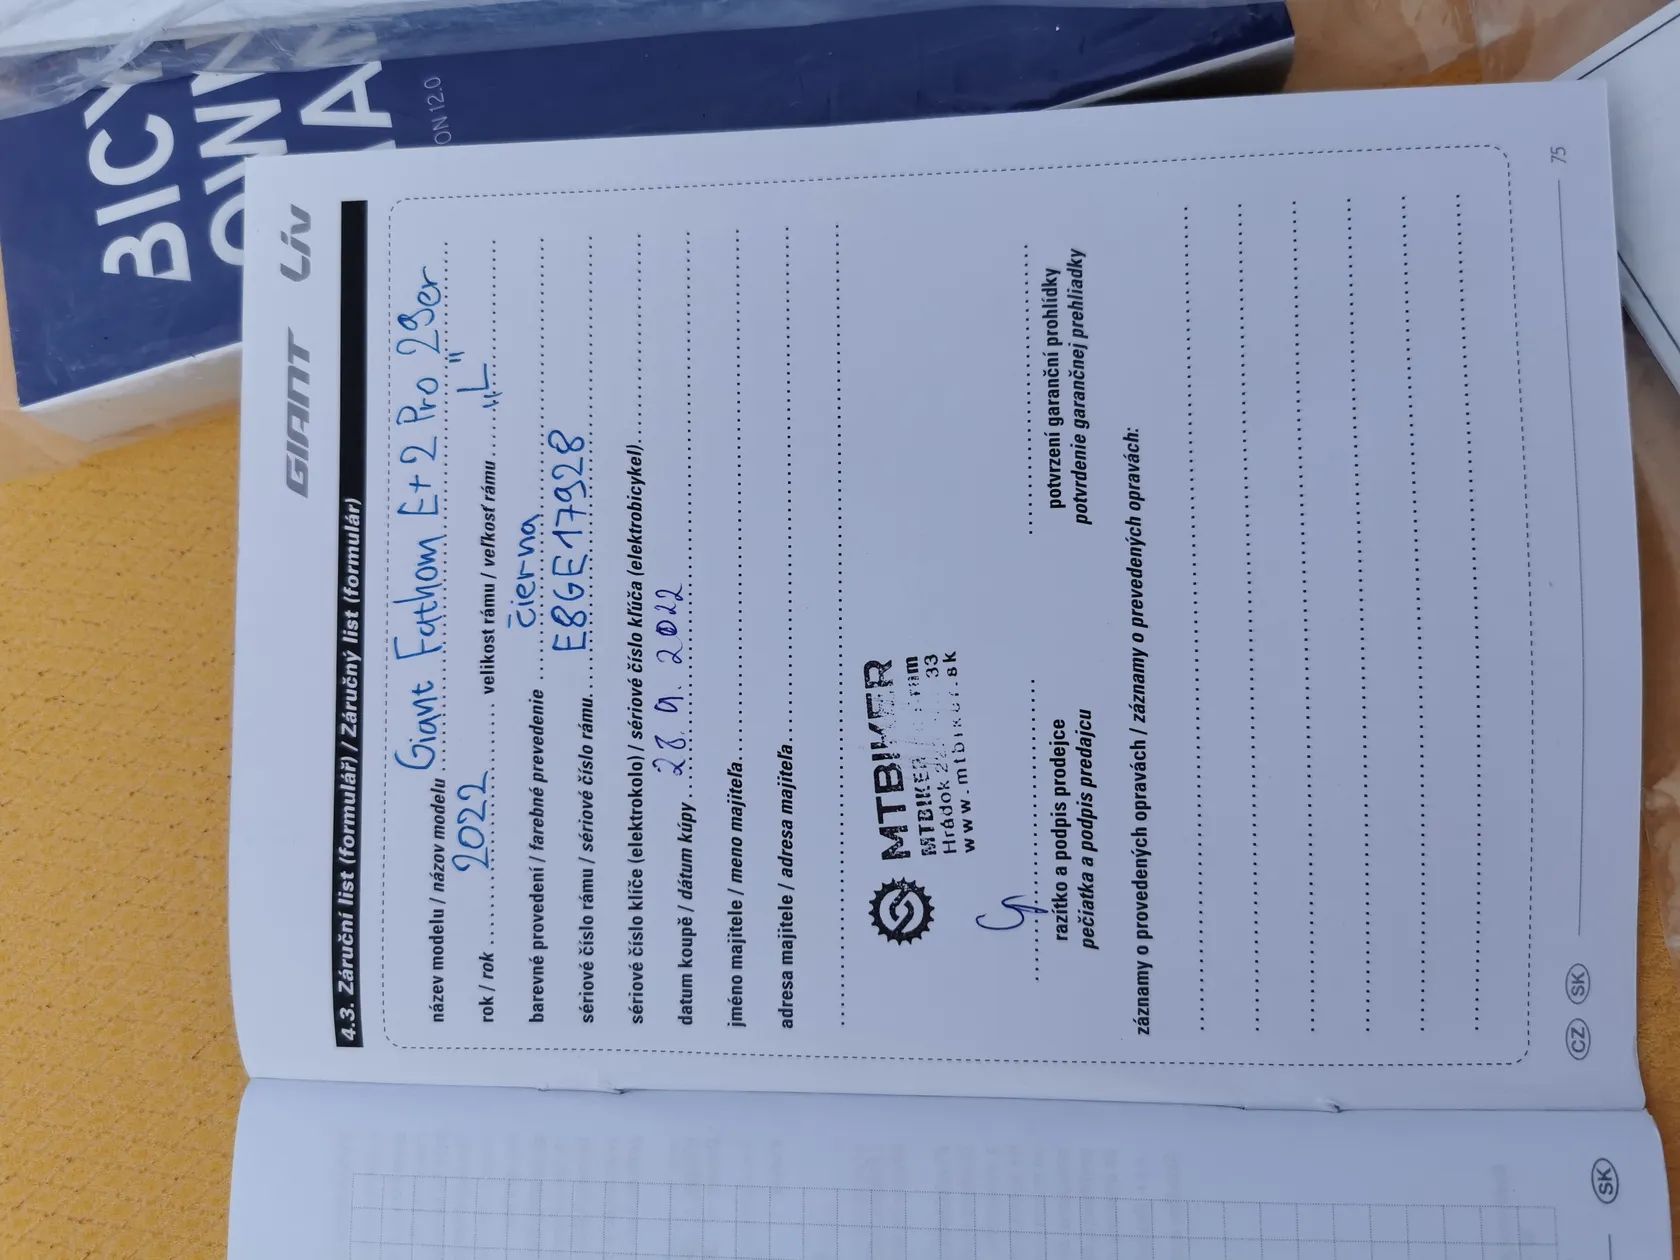 BICY
ON 12.0
GIANT Liv
4.3. Záruční list (formulář) / Záručný list (formulár)
název modelu / názov modelu Giant Fathom E+2 Pro 29er
rok / rok 2022 velikost rámu / veľkosť rámu "L"
barevné provedení / farebné prevedenie čierna
sériové číslo rámu / sériové číslo rámu E8GE17928
sériové číslo klíče (elektrokolo) / sériové číslo kľúča (elektrobicykel)
datum koupě / dátum kúpy 28.9.2022
jméno majitele / meno majiteľa
adresa majitele / adresa majiteľa
MTBIKER
MTBIKER
Hrádok 33
www.mtbiker.sk
razítko a podpis prodejce
pečiatka a podpis predajcu
potvrzení garanční prohlídky
potvrdenie garančnej prehliadky
záznamy o provedených opravách / záznamy o prevedených opravách:
CZ SK 75
SK